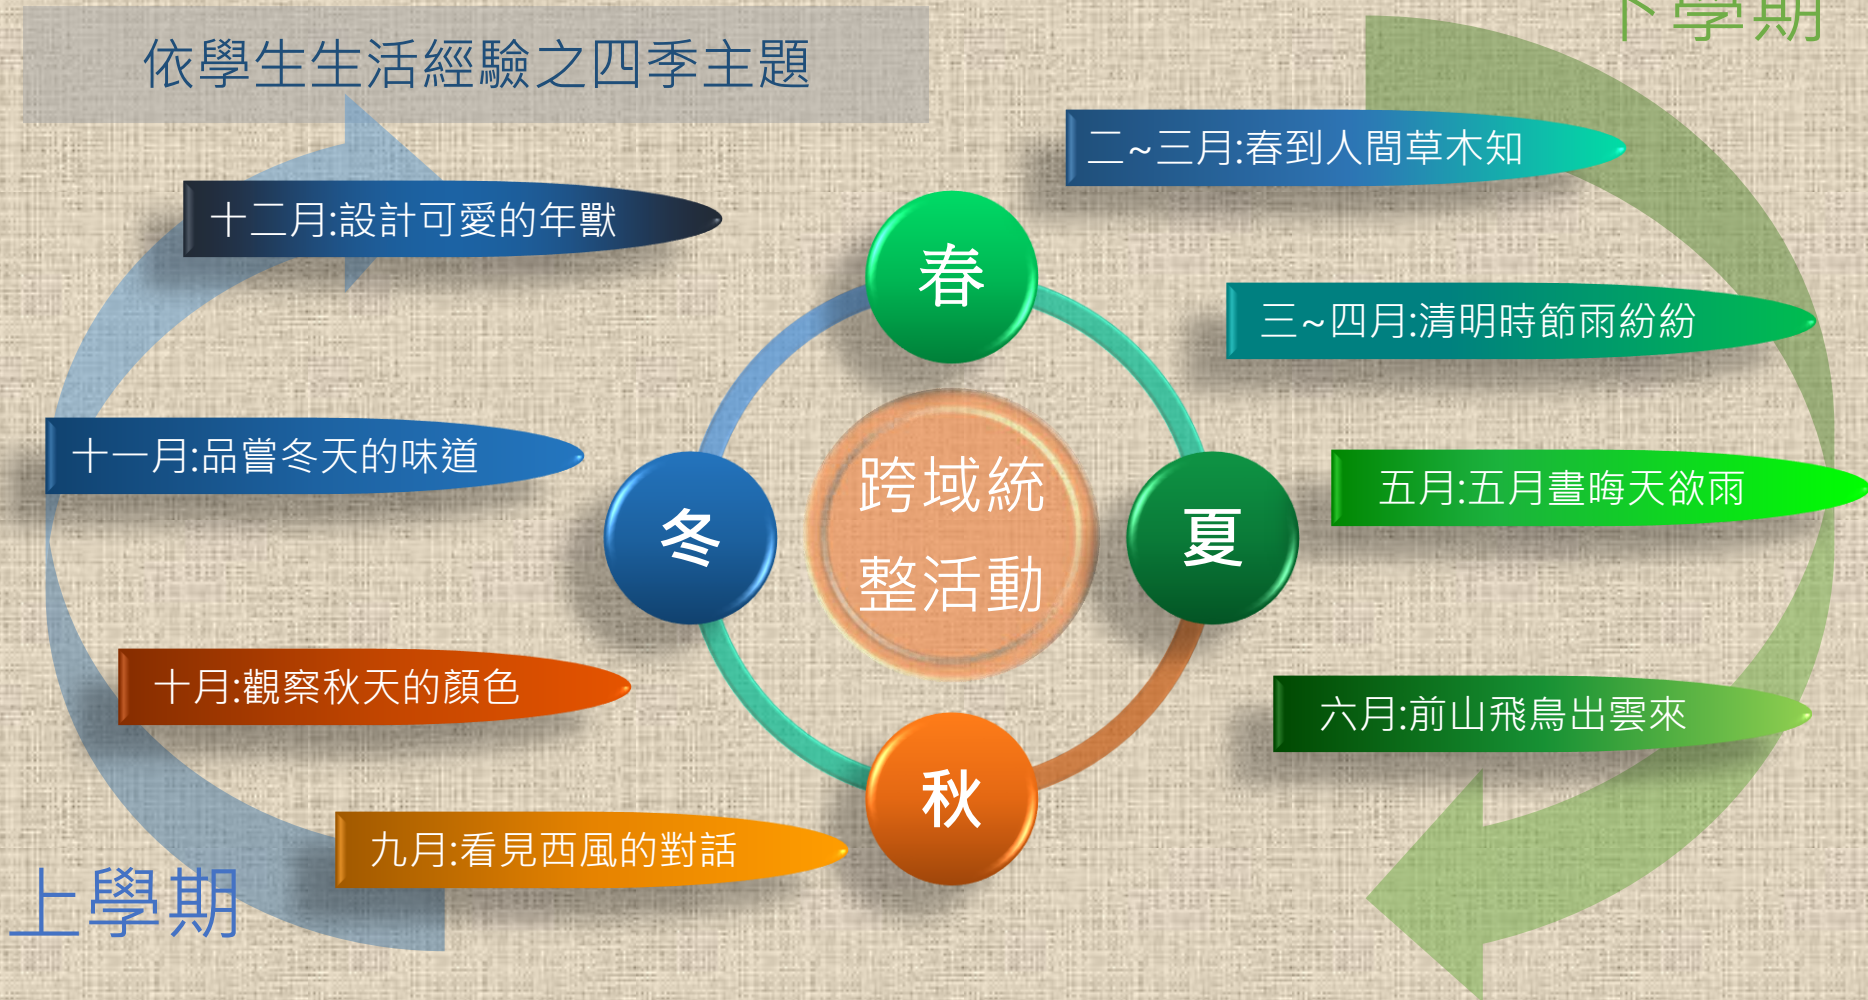 依學生生活經驗之四季主題
下學期
二~三月:春到人間草木知
十二月:設計可愛的年獸
春
三~四月:清明時節雨紛紛
十一月:品嘗冬天的味道
五月:五月晝晦天欲雨
跨域統
整活動
冬
夏
十月:觀察秋天的顏色
六月:前山飛鳥出雲來
秋
九月:看見西風的對話
上學期